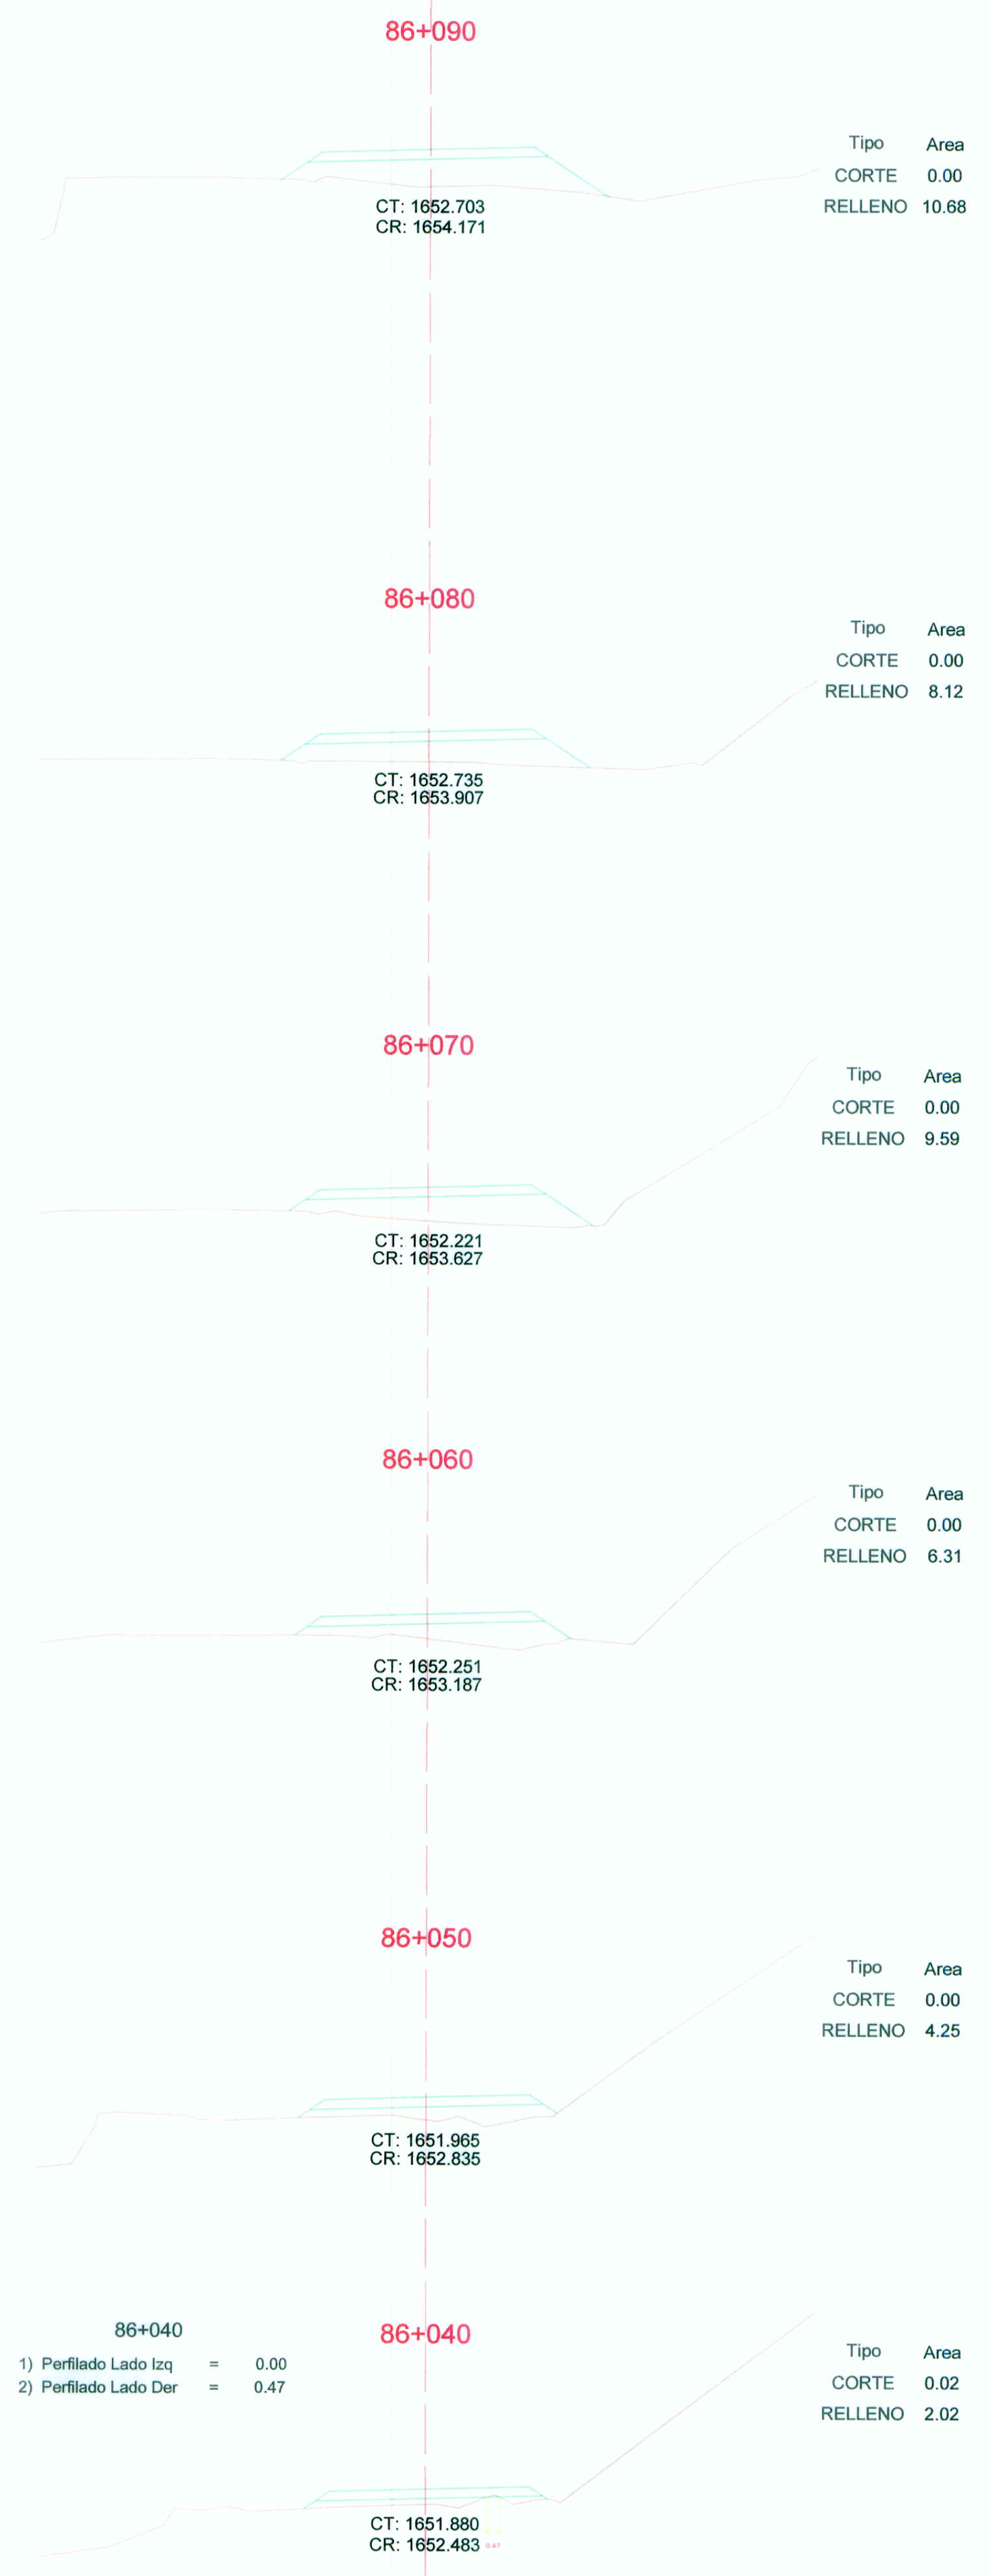 86+090
Tipo Area
CORTE 0.00
RELLENO 10.68
CT: 1652.703
CR: 1654.171
86+080
Tipo Area
CORTE 0.00
RELLENO 8.12
CT: 1652.735
CR: 1653.907
86+070
Tipo Area
CORTE 0.00
RELLENO 9.59
CT: 1652.221
CR: 1653.627
86+060
Tipo Area
CORTE 0.00
RELLENO 6.31
CT: 1652.251
CR: 1653.187
86+050
Tipo Area
CORTE 0.00
RELLENO 4.25
CT: 1651.965
CR: 1652.835
86+040
86+040
1) Perfilado Lado Izq = 0.00
2) Perfilado Lado Der = 0.47
Tipo Area
CORTE 0.02
RELLENO 2.02
CT: 1651.880
CR: 1652.483
0.47